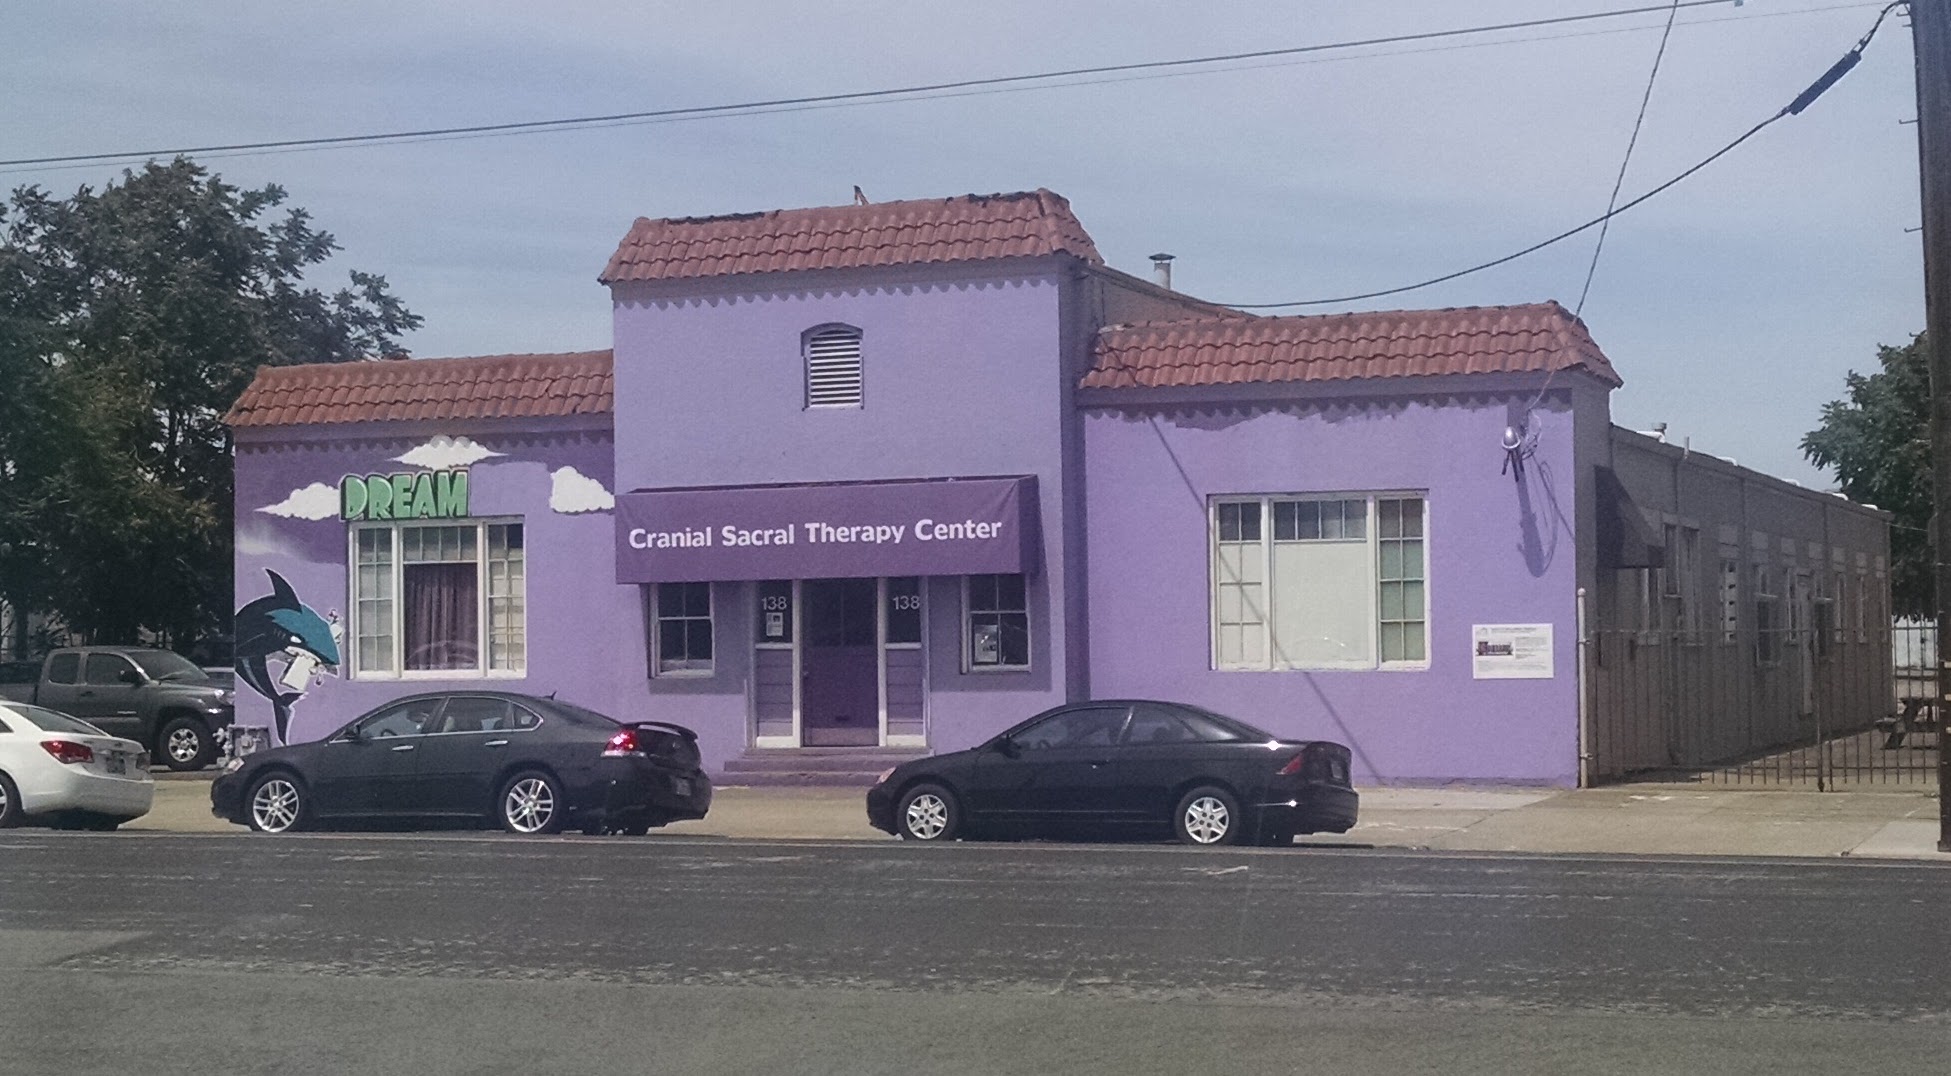 DREAM
Cranial Sacral Therapy Center
138
138